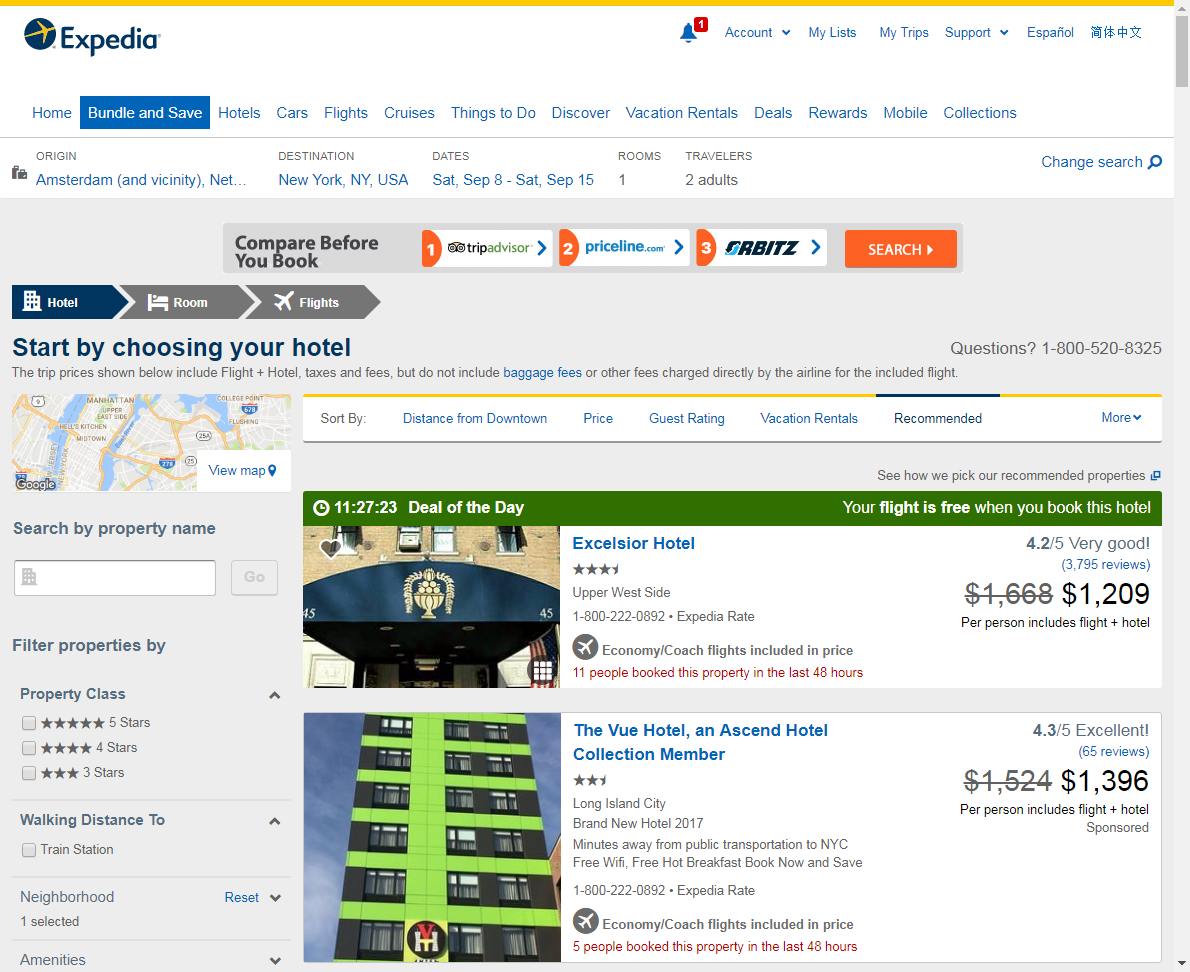 Expedia
1
Account
My Lists
My Trips
Support
Español
简体中文
Home
Bundle and Save
Hotels
Cars
Flights
Cruises
Things to Do
Discover
Vacation Rentals
Deals
Rewards
Mobile
Collections
ORIGIN
Amsterdam (and vicinity), Net...
DESTINATION
New York, NY, USA
DATES
Sat, Sep 8 - Sat, Sep 15
ROOMS
1
TRAVELERS
2 adults
Change search
Compare Before
You Book
1 tripadvisor
2 priceline.com
3 ORBITZ
SEARCH
Hotel
Room
Flights
Start by choosing your hotel
Questions? 1-800-520-8325
The trip prices shown below include Flight + Hotel, taxes and fees, but do not include baggage fees or other fees charged directly by the airline for the included flight.
9
MANHATTAN
UPPER
EAST SIDE
HELL'S KITCHEN
MIDTOWN
COLLEGE POINT
678
FLUSHING
25A
25
278
Google
View map
Sort By:
Distance from Downtown
Price
Guest Rating
Vacation Rentals
Recommended
More
See how we pick our recommended properties
Search by property name
Go
Filter properties by
Property Class
5 Stars
4 Stars
3 Stars
Walking Distance To
Train Station
Neighborhood
Reset
1 selected
Amenities
11:27:23 Deal of the Day
Your flight is free when you book this hotel
45
45
Excelsior Hotel
Upper West Side
1-800-222-0892 • Expedia Rate
Economy/Coach flights included in price
11 people booked this property in the last 48 hours
4.2/5 Very good!
(3,795 reviews)
$1,668 $1,209
Per person includes flight + hotel
The Vue Hotel, an Ascend Hotel
Collection Member
Long Island City
Brand New Hotel 2017
Minutes away from public transportation to NYC
Free Wifi, Free Hot Breakfast Book Now and Save
1-800-222-0892 • Expedia Rate
Economy/Coach flights included in price
5 people booked this property in the last 48 hours
4.3/5 Excellent!
(65 reviews)
$1,524 $1,396
Per person includes flight + hotel
Sponsored